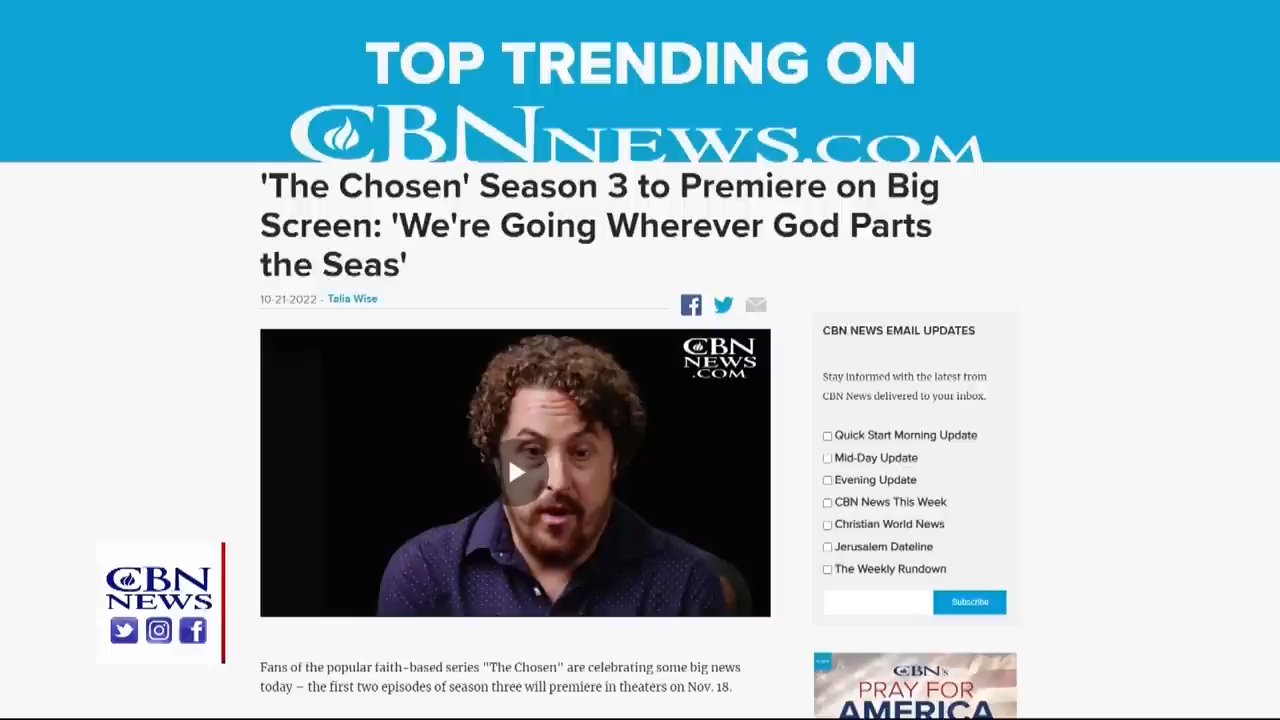 TOP TRENDING ON
CBNNEWS.COM
'The Chosen' Season 3 to Premiere on Big
Screen: 'We're Going Wherever God Parts
the Seas'
10-21-2022 - Talia Wise
CBN
NEWS
.COM
CBN NEWS EMAIL UPDATES
Stay informed with the latest from
CBN News delivered to your inbox.
Quick Start Morning Update
Mid-Day Update
Evening Update
CBN News This Week
Christian World News
Jerusalem Dateline
The Weekly Rundown
Subscribe
CBN
NEWS
Fans of the popular faith-based series "The Chosen" are celebrating some big news
today – the first two episodes of season three will premiere in theaters on Nov. 18.
CBN's
PRAY FOR
AMERICA